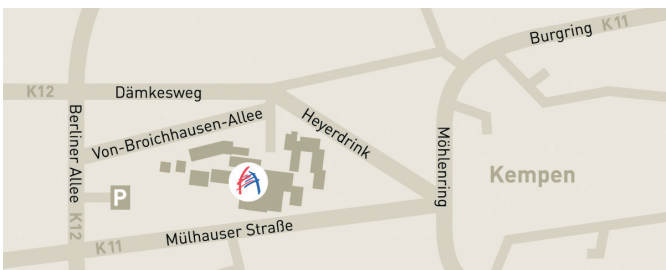 Burgring K11
K12
Dämkesweg
Berliner Allee
Von-Broichhausen-Allee
Heyerdrink
Möhlenring
Kempen
P
K12
K11
Mülhauser Straße